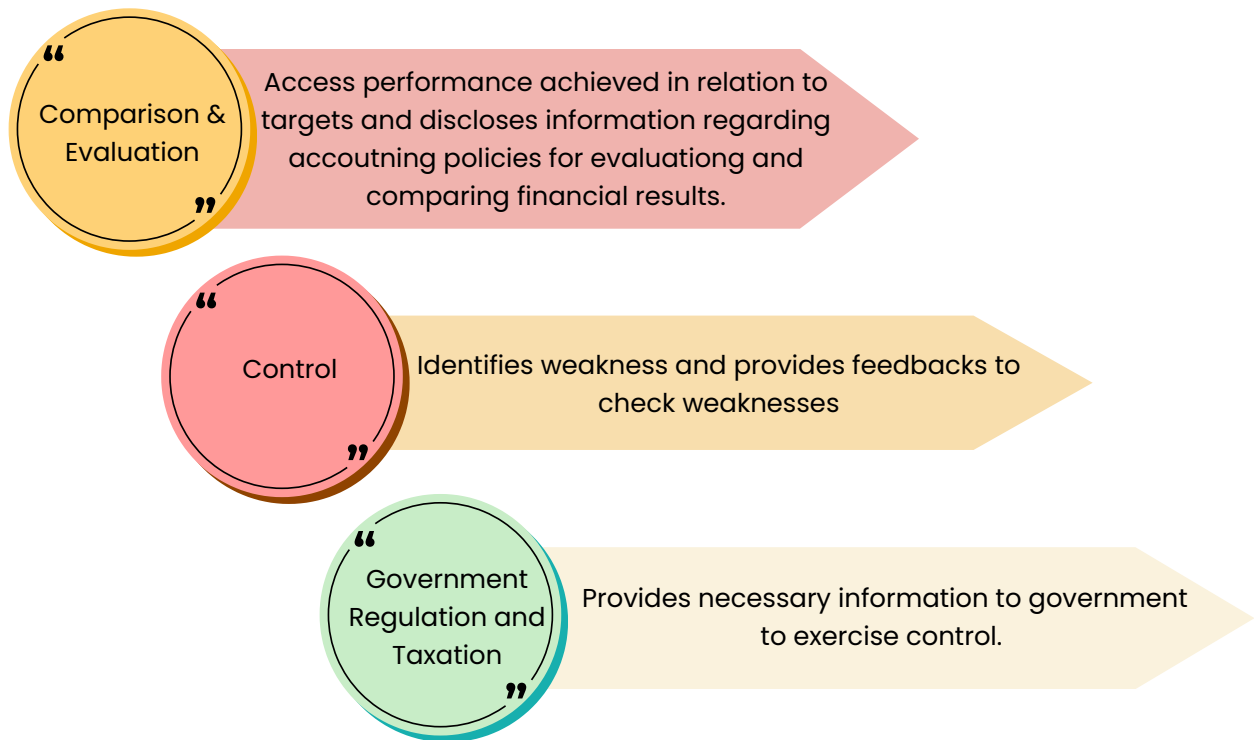 Comparison &
Evaluation
Access performance achieved in relation to
targets and discloses information regarding
accoutning policies for evaluationg and
comparing financial results.
Control
Identifies weakness and provides feedbacks to
check weaknesses
Government
Regulation and
Taxation
Provides necessary information to government
to exercise control.